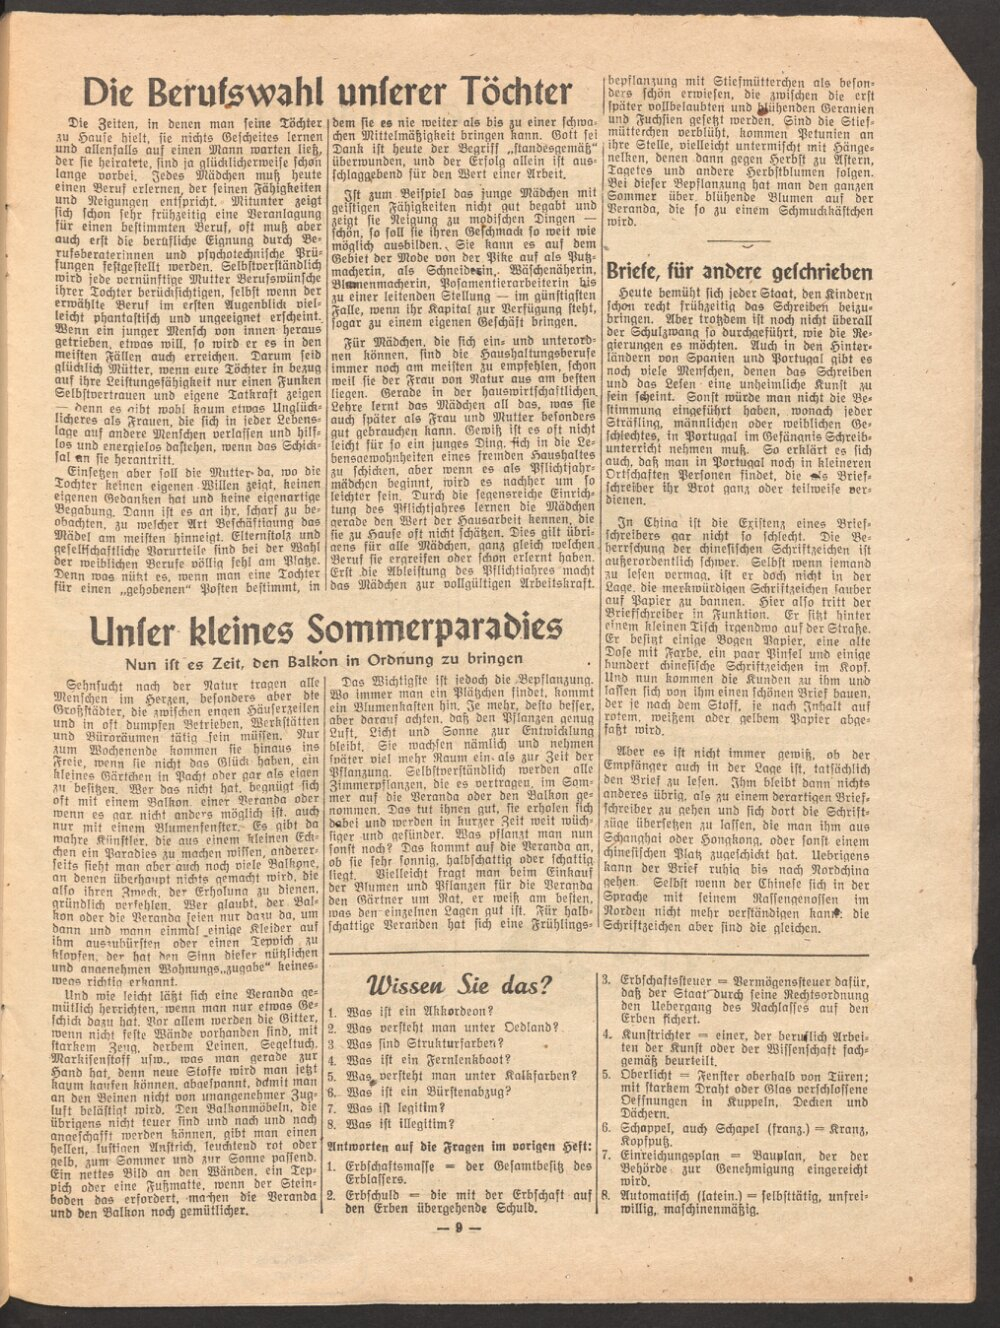 Die Berufswahl unserer Töchter
Die Zeiten, in denen man seine Töchter
zu Hause hielt, sie nichts Gescheites lernen
und allenfalls auf einen Mann warten ließ,
der sie heiratete, sind ja glücklicherweise schon
lange vorbei. Jedes Mädchen muß heute
einen Beruf erlernen, der seinen Fähigkeiten
und Neigungen entspricht. Mitunter zeigt
sich schon sehr frühzeitig eine Veranlagung
für einen bestimmten Beruf, oft muß aber
auch erst die berufliche Eignung durch Be-
rufsberaterinnen und psychotechnische Prü-
fungen festgestellt werden. Selbstverständlich
wird jede vernünftige Mutter Berufswünsche
ihrer Tochter berücksichtigen, selbst wenn der
erwählte Beruf im ersten Augenblick viel-
leicht phantastisch und ungeeignet erscheint.
Wenn ein junger Mensch von innen heraus
getrieben, etwas will, so wird er es in den
meisten Fällen auch erreichen. Darum seid
glücklich Mütter, wenn eure Töchter in bezug
auf ihre Leistungsfähigkeit nur einen Funken
Selbstvertrauen und eigene Tatkraft zeigen
— denn es gibt wohl kaum etwas Unglück-
licheres als Frauen, die sich in jeder Lebens-
lage auf andere Menschen verlassen und hilf-
los und energielos dastehen, wenn das Schick-
sal an sie herantritt.
Einsetzen aber soll die Mutter da, wo die
Tochter keinen eigenen Willen zeigt, keinen
eigenen Gedanken hat und keine eigenartige
Begabung. Dann ist es an ihr, scharf zu be-
obachten, zu welcher Art Beschäftigung das
Mädel am meisten hinneigt. Elternstolz und
gesellschaftliche Vorurteile sind bei der Wahl
der weiblichen Berufe völlig fehl am Platze.
Denn was nützt es, wenn man eine Tochter
für einen „gehobenen" Posten bestimmt, in
dem sie es nie weiter als bis zu einer schwa-
chen Mittelmäßigkeit bringen kann. Gott sei
Dank ist heute der Begriff „standesgemäß"
überwunden, und der Erfolg allein ist aus-
schlaggebend für den Wert einer Arbeit.
Ist zum Beispiel das junge Mädchen mit
geistigen Fähigkeiten nicht gut begabt und
zeigt sie Neigung zu modischen Dingen —
schön, so soll sie ihren Geschmack so weit wie
möglich ausbilden. Sie kann es auf dem
Gebiet der Mode von der Pike auf als Putz-
macherin, als Schneiderin, Wäschenäherin,
Blumenmacherin, Posamentierarbeiterin bis
zu einer leitenden Stellung — im günstigsten
Falle, wenn ihr Kapital zur Verfügung steht,
sogar zu einem eigenen Geschäft bringen.
Für Mädchen, die sich ein- und unterord-
nen können, sind die Haushaltungsberufe
immer noch am meisten zu empfehlen, schon
weil sie der Frau von Natur aus am besten
liegen. Gerade in der hauswirtschaftlichen
Lehre lernt das Mädchen all das, was sie
auch später als Frau und Mutter besonders
gut gebrauchen kann. Gewiß ist es oft nicht
leicht für so ein junges Ding, sich in die Le-
bensgewohnheiten eines fremden Haushaltes
zu schicken, aber wenn es als Pflichtjahr-
mädchen beginnt, wird es nachher um so
leichter sein. Durch die segensreiche Einrich-
tung des Pflichtjahres lernen die Mädchen
gerade den Wert der Hausarbeit kennen, die
sie zu Hause oft nicht schätzen. Dies gilt übri-
gens für alle Mädchen, ganz gleich welchen
Beruf sie ergreifen oder schon erlernt haben.
Erst die Ableistung des Pflichtjahres macht
das Mädchen zur vollgültigen Arbeitskraft.
Unser kleines Sommerparadies
Nun ist es Zeit, den Balkon in Ordnung zu bringen
Sehnsucht nach der Natur tragen alle
Menschen im Herzen, besonders aber die
Großstädter, die zwischen engen Häuserzeilen
und in oft dumpfen Betrieben, Werkstätten
und Büroräumen tätig sein müssen. Nur
zum Wochenende kommen sie hinaus ins
Freie, wenn sie nicht das Glück haben, ein
kleines Gärtchen in Pacht oder gar als eigen
zu besitzen. Wer das nicht hat, begnügt sich
oft mit einem Balkon, einer Veranda oder
wenn es gar nicht anders möglich ist, auch
nur mit einem Blumenfenster. Es gibt da
wahre Künstler, die aus einem kleinen Eck-
chen ein Paradies zu machen wissen, anderer-
seits sieht man aber auch noch viele Balkone,
an denen überhaupt nichts gemacht wird, die
also ihren Zweck, der Erholung zu dienen,
gründlich verfehlen. Wer glaubt, der Bal-
kon oder die Veranda seien nur dazu da, um
dann und wann einmal einige Kleider auf
ihm auszubürsten oder einen Teppich zu
klopfen, der hat den Sinn dieser nützlichen
und angenehmen Wohnungs„zugabe" keines-
wegs richtig erkannt.
Und wie leicht läßt sich eine Veranda ge-
mütlich herrichten, wenn man nur etwas Ge-
schick dazu hat. Vor allem werden die Gitter,
wenn nicht feste Wände vorhanden sind, mit
starkem Zeug, derbem Leinen, Segeltuch,
Markisenstoff usw., was man gerade zur
Hand hat, denn neue Stoffe wird man jetzt
kaum kaufen können, abgespannt, damit man
an den Beinen nicht von unangenehmer Zug-
luft belästigt wird. Den Balkonmöbeln, die
übrigens nicht teuer sind und nach und nach
angeschafft werden können, gibt man einen
hellen, lustigen Anstrich, leuchtend rot oder
gelb, zum Sommer und zur Sonne passend.
Ein nettes Bild an den Wänden, ein Tep-
pich oder eine Fußmatte, wenn der Stein-
boden das erfordert, machen die Veranda
und den Balkon noch gemütlicher.
Das Wichtigste ist jedoch die Bepflanzung.
Wo immer man ein Plätzchen findet, kommt
ein Blumenkasten hin. Je mehr, desto besser,
aber darauf achten, daß den Pflanzen genug
Luft, Licht und Sonne zur Entwicklung
bleibt. Sie wachsen nämlich und nehmen
später viel mehr Raum ein als zur Zeit der
Pflanzung. Selbstverständlich werden alle
Zimmerpflanzen, die es vertragen, im Som-
mer auf die Veranda oder den Balkon ge-
nommen. Das tut ihnen gut, sie erholen sich
dabei und werden in kurzer Zeit weit wüch-
siger und gesünder. Was pflanzt man nun
sonst noch? Das kommt auf die Veranda an,
ob sie sehr sonnig, halbschattig oder schattig
liegt. Vielleicht fragt man beim Einkauf
der Blumen und Pflanzen für die Veranda
den Gärtner um Rat, er weiß am besten,
was den einzelnen Lagen gut ist. Für halb-
schattige Veranden hat sich eine Frühlings-
bepflanzung mit Stiefmütterchen als beson-
ders schön erwiesen, die zwischen die erst
später vollbelaubten und blühenden Geranien
und Fuchsien gesetzt werden. Sind die Stief-
mütterchen verblüht, kommen Petunien an
ihre Stelle, vielleicht untermischt mit Hänge-
nelken, denen dann gegen Herbst zu Astern,
Tagetes und andere Herbstblumen folgen.
Bei dieser Bepflanzung hat man den ganzen
Sommer über blühende Blumen auf der
Veranda, die so zu einem Schmuckkästchen
wird.
Briefe, für andere geschrieben
Heute bemüht sich jeder Staat, den Kindern
schon recht frühzeitig das Schreiben beizu-
bringen. Aber trotzdem ist noch nicht überall
der Schulzwang so durchgeführt, wie die Re-
gierungen es möchten. Auch in den Hinter-
ländern von Spanien und Portugal gibt es
noch viele Menschen, denen das Schreiben
und das Lesen eine unheimliche Kunst zu
sein scheint. Sonst würde man nicht die Be-
stimmung eingeführt haben, wonach jeder
Sträfling, männlichen oder weiblichen Ge-
schlechtes, in Portugal im Gefängnis Schreib-
unterricht nehmen muß. So erklärt es sich
auch, daß man in Portugal noch in kleineren
Ortschaften Personen findet, die als Brief-
schreiber ihr Brot ganz oder teilweise ver-
dienen.
In China ist die Existenz eines Brief-
schreibers gar nicht so schlecht. Die Be-
herrschung der chinesischen Schriftzeichen ist
außerordentlich schwer. Selbst wenn jemand
zu lesen vermag, ist er doch nicht in der
Lage, die merkwürdigen Schriftzeichen sauber
auf Papier zu bannen. Hier also tritt der
Briefschreiber in Funktion. Er sitzt hinter
einem kleinen Tisch irgendwo auf der Straße.
Er besitzt einige Bogen Papier, eine alte
Dose mit Farbe, ein paar Pinsel und einige
hundert chinesische Schriftzeichen im Kopf.
Und nun kommen die Kunden zu ihm und
lassen sich von ihm einen schönen Brief bauen,
der je nach dem Stoff, je nach Inhalt auf
rotem, weißem oder gelbem Papier abge-
faßt wird.
Aber es ist nicht immer gewiß, ob der
Empfänger auch in der Lage ist, tatsächlich
den Brief zu lesen. Ihm bleibt dann nichts
anderes übrig, als zu einem derartigen Brief-
schreiber zu gehen und sich dort die Schrift-
züge übersetzen zu lassen, die man ihm aus
Schanghai oder Hongkong, oder sonst einem
chinesischen Platz zugeschickt hat. Uebrigens
kann der Brief ruhig bis nach Nordchina
gehen. Selbst wenn der Chinese sich in der
Sprache mit seinem Rassengenossen im
Norden nicht mehr verständigen kann: die
Schriftzeichen aber sind die gleichen.
Wissen Sie das?
1. Was ist ein Akkordeon?
2. Was versteht man unter Oedland?
3 Was sind Strukturfarben?
4. Was ist ein Fernlenkboot?
5. Was versteht man unter Kalkfarben?
6. Was ist ein Bürstenabzug?
7. Was ist legitim?
8. Was ist illegitim?
Antworten auf die Fragen im vorigen Heft:
1. Erbschaftsmasse = der Gesamtbesitz des
Erblassers.
2. Erbschuld = die mit der Erbschaft auf
den Erben übergehende Schuld.
3. Erbschaftssteuer = Vermögenssteuer dafür,
daß der Staat durch seine Rechtsordnung
den Uebergang des Nachlasses auf den
Erben sichert.
4. Kunstrichter = einer, der beruflich Arbei-
ten der Kunst oder der Wissenschaft fach-
gemäß beurteilt.
5. Oberlicht = Fenster oberhalb von Türen;
mit starkem Draht oder Glas verschlossene
Oeffnungen in Kuppeln, Decken und
Dächern.
6. Schappel, auch Schapel (franz.) = Kranz,
Kopfputz.
7. Einreichungsplan = Bauplan, der der
Behörde zur Genehmigung eingereicht
wird.
8. Automatisch (latein.) = selbsttätig, unfrei-
willig, maschinenmäßig.
— 9 —